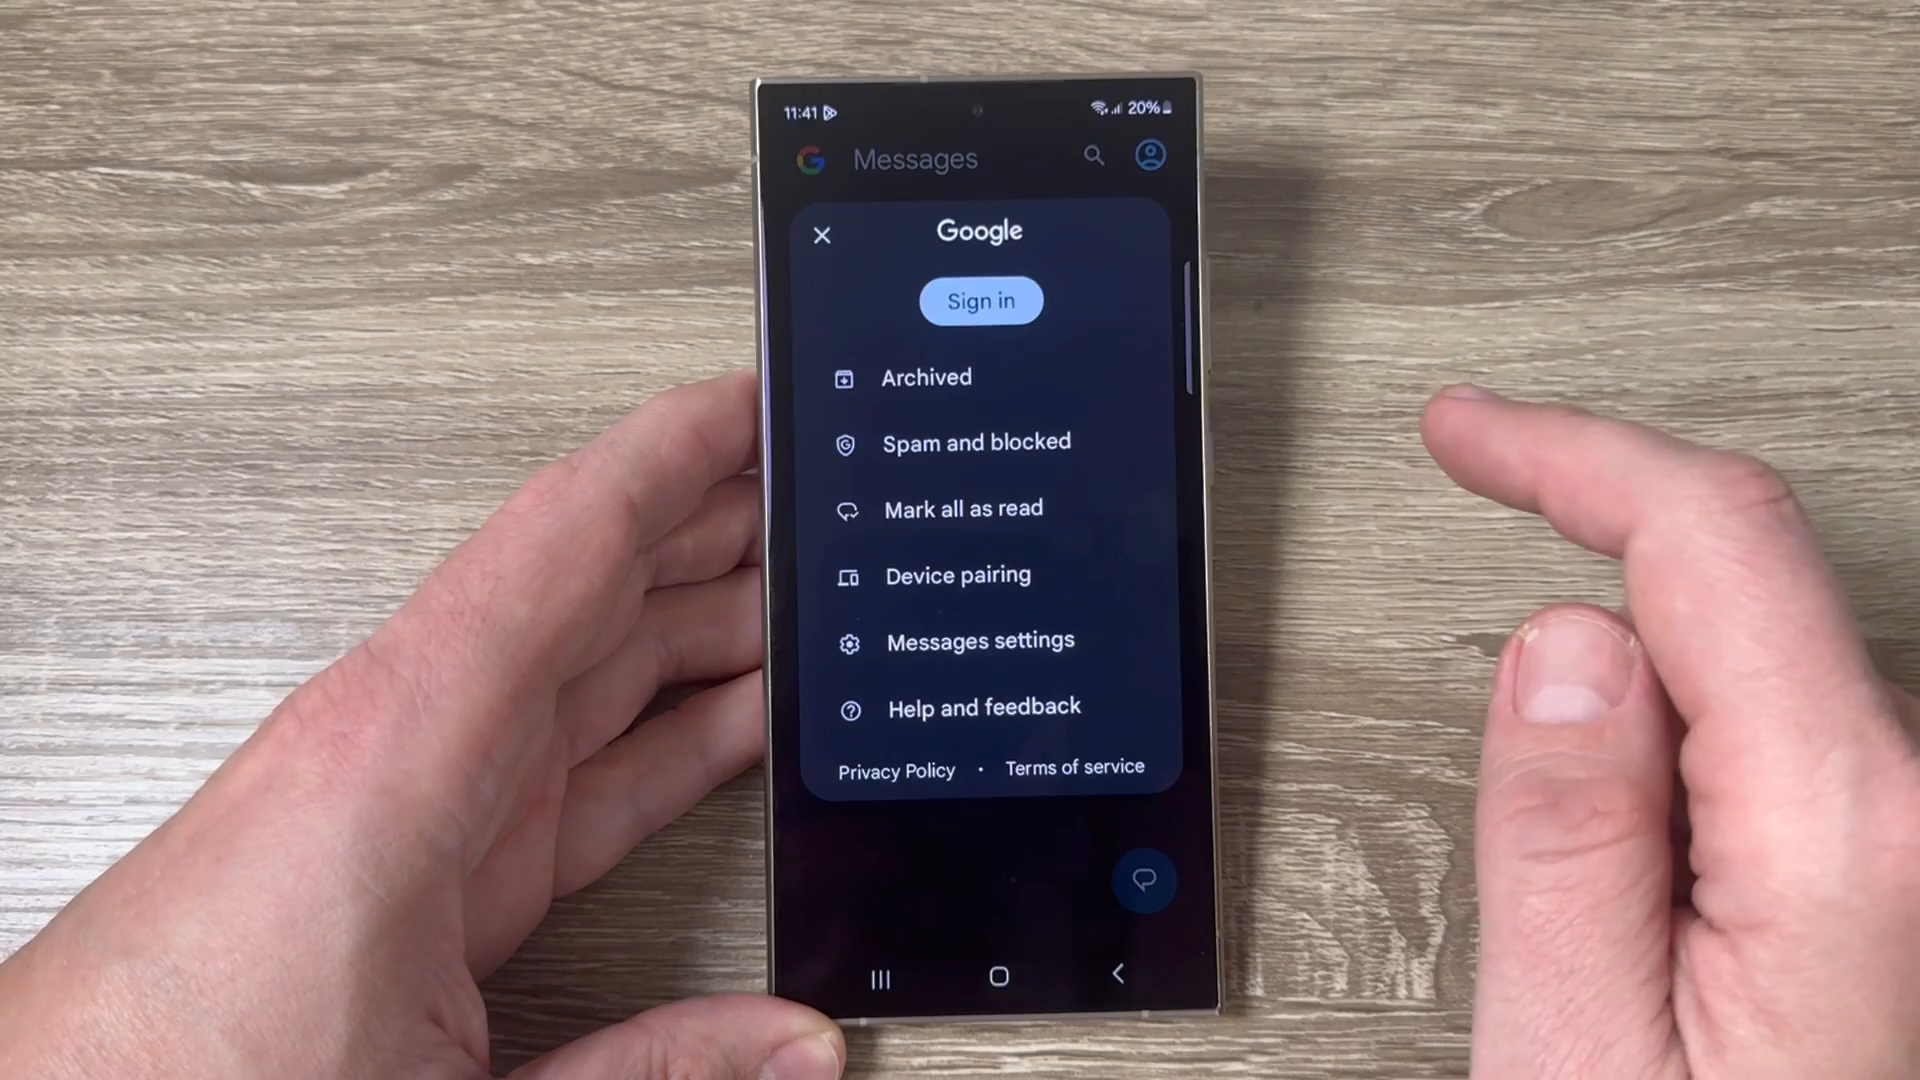 11:41 20%
Messages
Google
Sign in
Archived
Spam and blocked
Mark all as read
Device pairing
Messages settings
Help and feedback
Privacy Policy • Terms of service